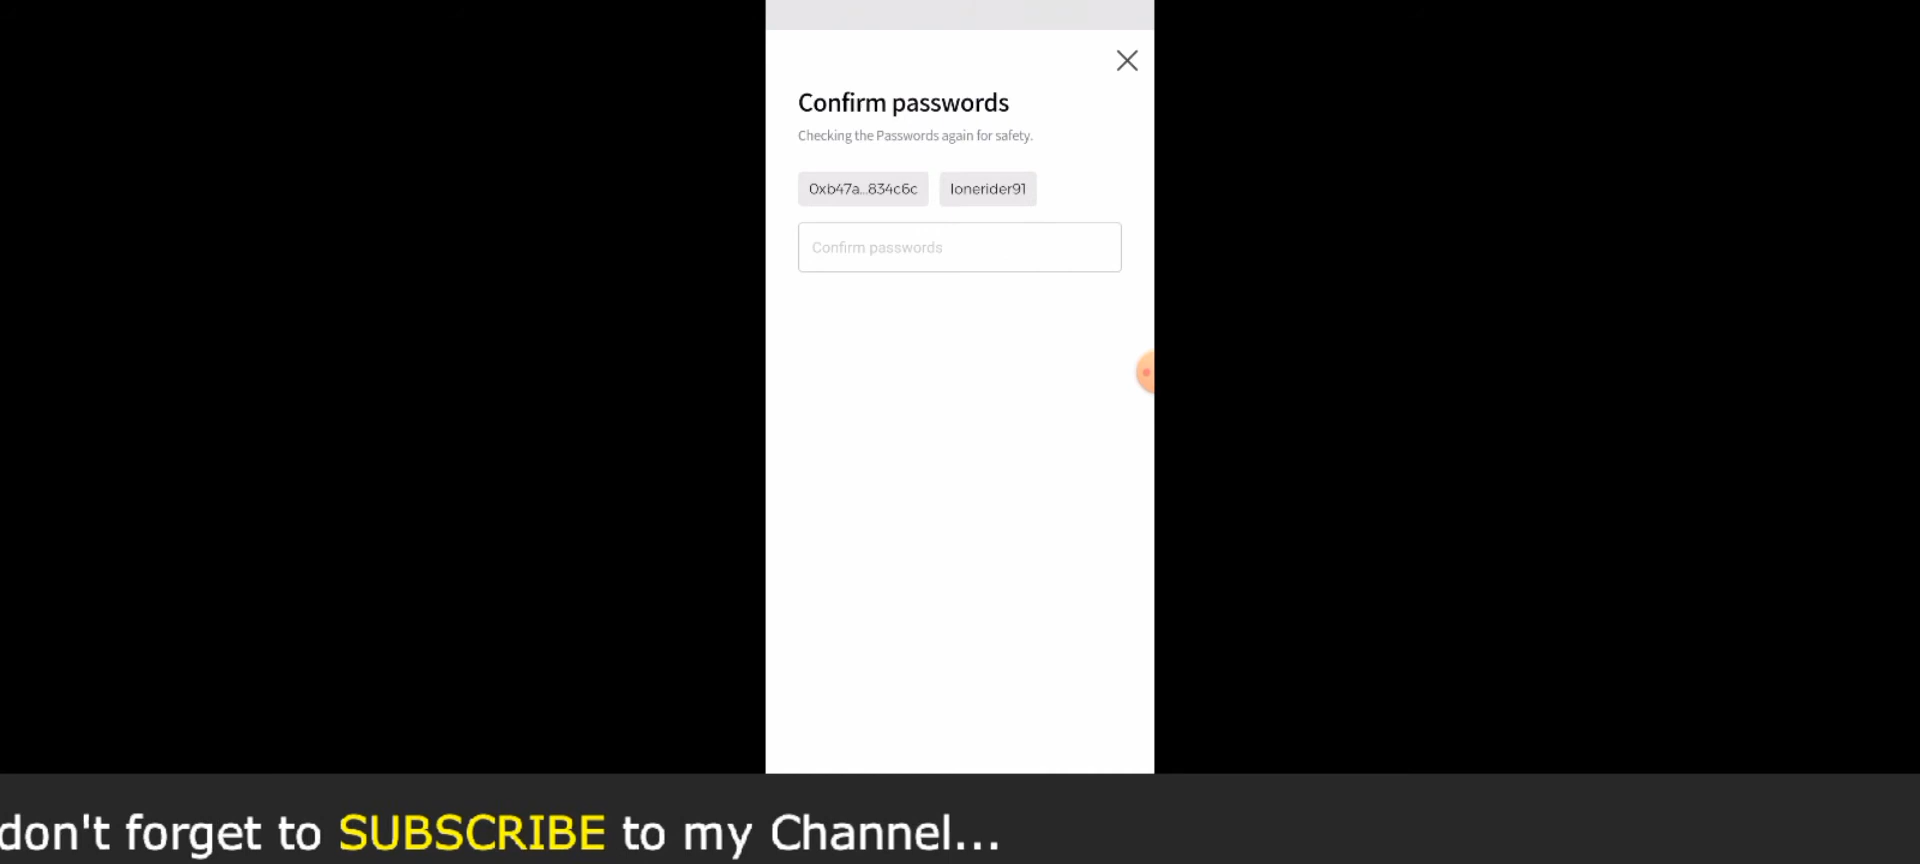 Confirm passwords
Checking the Passwords again for safety.
0xb47a...834c6c lonerider91
Confirm passwords
don't forget to SUBSCRIBE to my Channel...